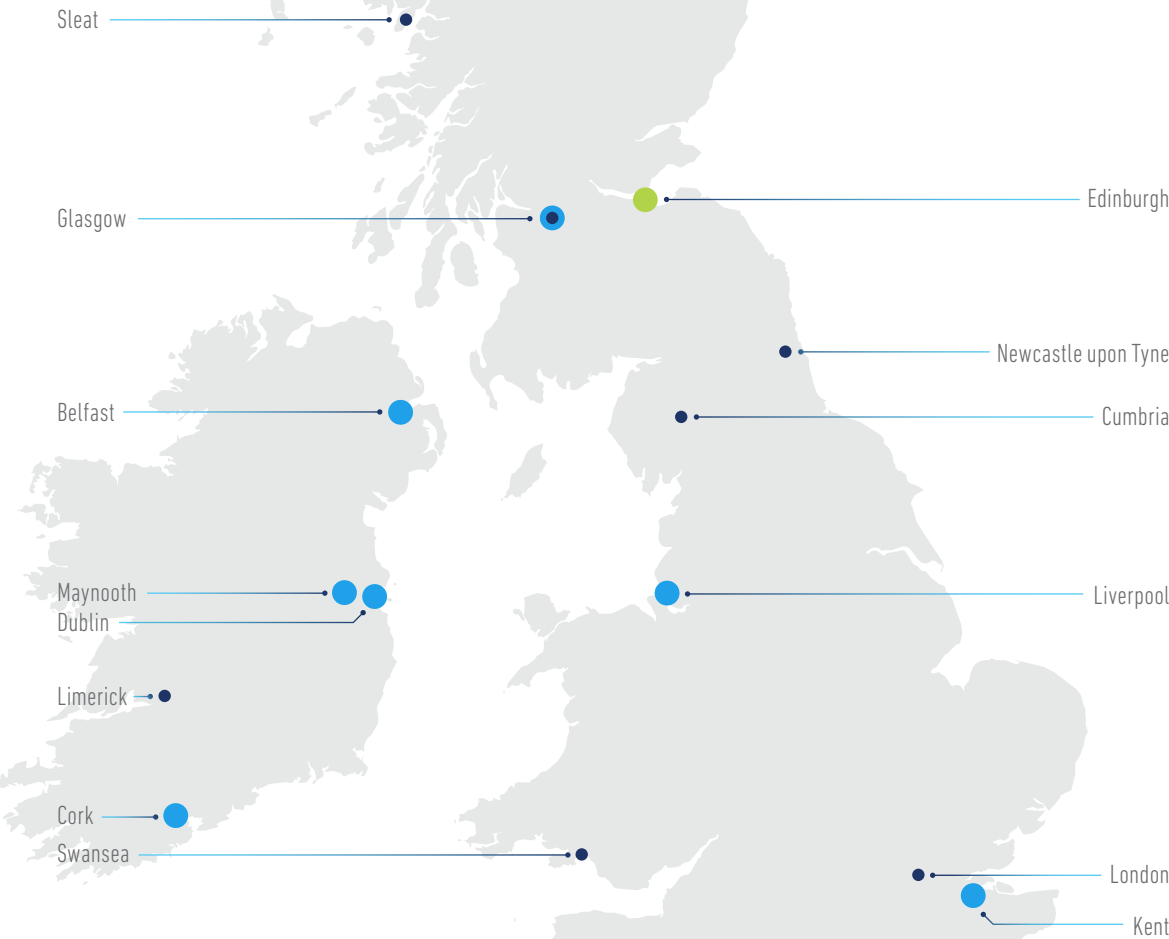 Sleat
Edinburgh
Glasgow
Newcastle upon Tyne
Belfast
Cumbria
Maynooth
Liverpool
Dublin
Limerick
Cork
Swansea
London
Kent